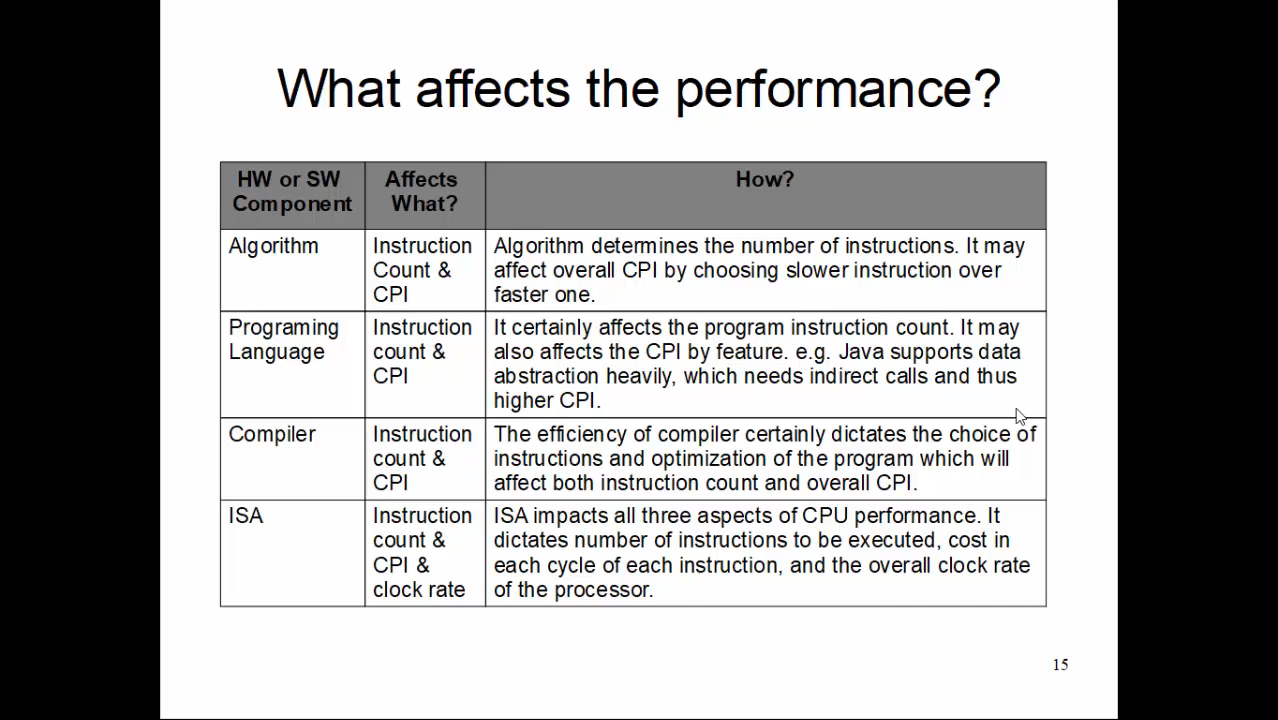 What affects the performance?
HW or SW Component
Affects What?
How?
Algorithm
Instruction
Count &
CPI
Algorithm determines the number of instructions. It may
affect overall CPI by choosing slower instruction over
faster one.
Programing
Language
Instruction
count &
CPI
It certainly affects the program instruction count. It may
also affects the CPI by feature. e.g. Java supports data
abstraction heavily, which needs indirect calls and thus
higher CPI.
Compiler
Instruction
count &
CPI
The efficiency of compiler certainly dictates the choice of
instructions and optimization of the program which will
affect both instruction count and overall CPI.
ISA
Instruction
count &
CPI &
clock rate
ISA impacts all three aspects of CPU performance. It
dictates number of instructions to be executed, cost in
each cycle of each instruction, and the overall clock rate
of the processor.
15